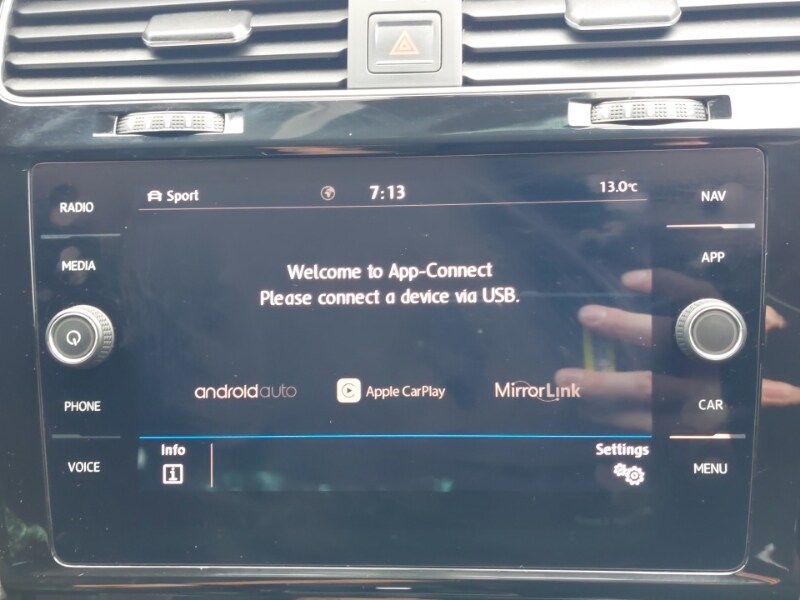 RADIO
MEDIA
PHONE
VOICE
Sport
7:13
13.0°C
Welcome to App-Connect
Please connect a device via USB.
androidauto
Apple CarPlay
MirrorLink
Info
Settings
NAV
APP
CAR
MENU